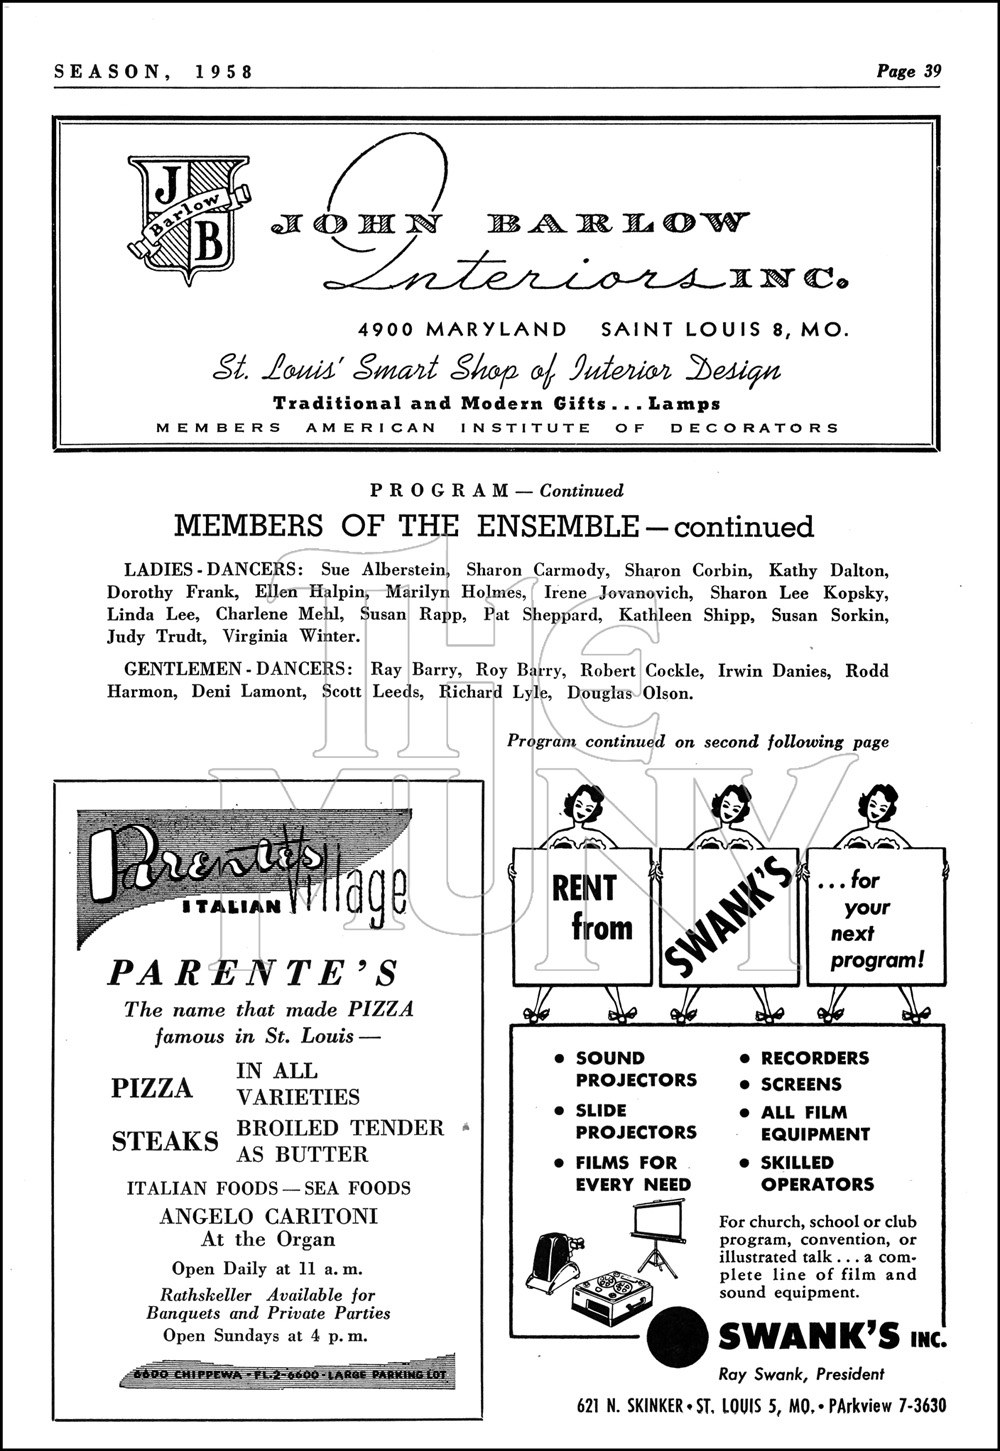 SEASON, 1958
Page 39
J
Barlow
B
JOHN BARLOW
Interiors INC.
4900 MARYLAND SAINT LOUIS 8, MO.
St. Louis' Smart Shop of Interior Design
Traditional and Modern Gifts . . . Lamps
MEMBERS AMERICAN INSTITUTE OF DECORATORS
PROGRAM — Continued
MEMBERS OF THE ENSEMBLE — continued
LADIES - DANCERS: Sue Alberstein, Sharon Carmody, Sharon Corbin, Kathy Dalton,
Dorothy Frank, Ellen Halpin, Marilyn Holmes, Irene Jovanovich, Sharon Lee Kopsky,
Linda Lee, Charlene Mehl, Susan Rapp, Pat Sheppard, Kathleen Shipp, Susan Sorkin,
Judy Trudt, Virginia Winter.
GENTLEMEN - DANCERS: Ray Barry, Roy Barry, Robert Cockle, Irwin Danies, Rodd
Harmon, Deni Lamont, Scott Leeds, Richard Lyle, Douglas Olson.
Program continued on second following page
THE
MUNY
Parente's
ITALIAN Village
PARENTE'S
The name that made PIZZA
famous in St. Louis —
PIZZA IN ALL
VARIETIES
STEAKS BROILED TENDER
AS BUTTER
ITALIAN FOODS — SEA FOODS
ANGELO CARITONI
At the Organ
Open Daily at 11 a. m.
Rathskeller Available for
Banquets and Private Parties
Open Sundays at 4 p. m.
6600 CHIPPEWA - FL.2-6600 - LARGE PARKING LOT
RENT
from
SWANK'S
. . . for
your
next
program!
• SOUND
PROJECTORS
• SLIDE
PROJECTORS
• FILMS FOR
EVERY NEED
• RECORDERS
• SCREENS
• ALL FILM
EQUIPMENT
• SKILLED
OPERATORS
For church, school or club
program, convention, or
illustrated talk . . . a com-
plete line of film and
sound equipment.
SWANK'S INC.
Ray Swank, President
621 N. SKINKER • ST. LOUIS 5, MO. • PArkview 7-3630